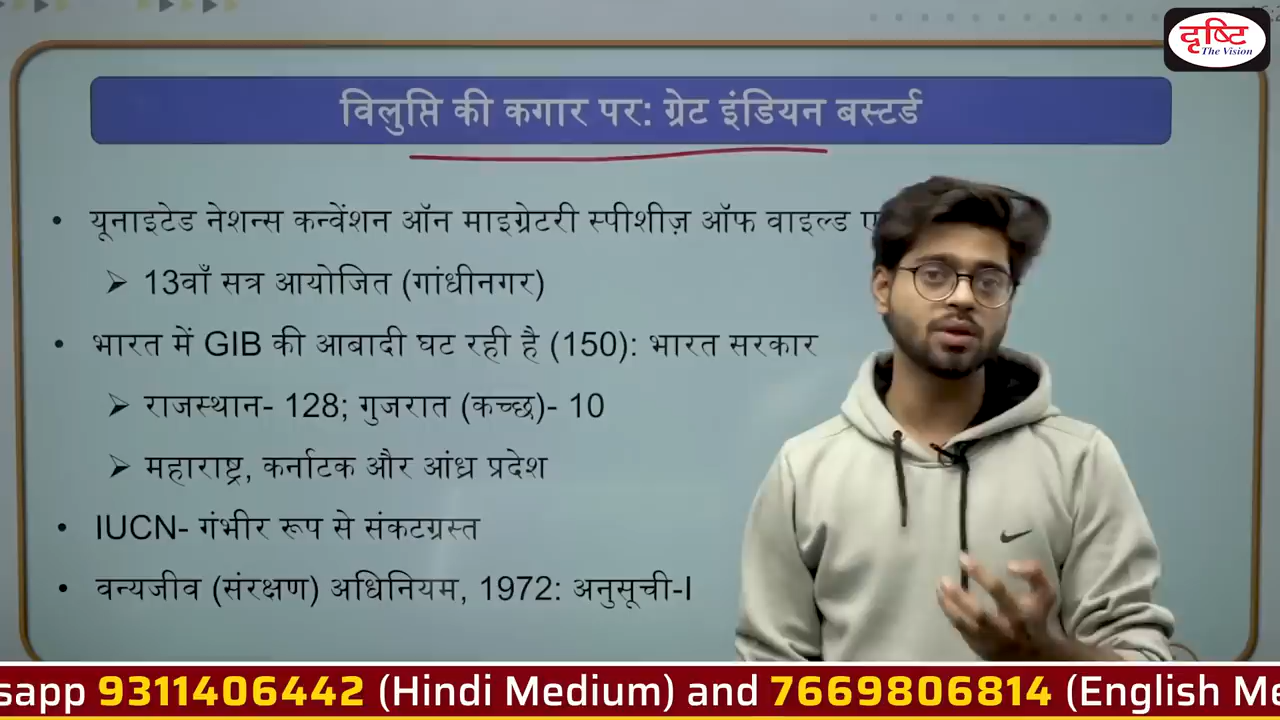 दृष्टि
The Vision
विलुप्ति की कगार पर: ग्रेट इंडियन बस्टर्ड
• यूनाइटेड नेशन्स कन्वेंशन ऑन माइग्रेटरी स्पीशीज़ ऑफ वाइल्ड
➢ 13वाँ सत्र आयोजित (गांधीनगर)
• भारत में GIB की आबादी घट रही है (150): भारत सरकार
➢ राजस्थान- 128; गुजरात (कच्छ)- 10
➢ महाराष्ट्र, कर्नाटक और आंध्र प्रदेश
• IUCN- गंभीर रूप से संकटग्रस्त
• वन्यजीव (संरक्षण) अधिनियम, 1972: अनुसूची-I
sapp 9311406442 (Hindi Medium) and 7669806814 (English Me